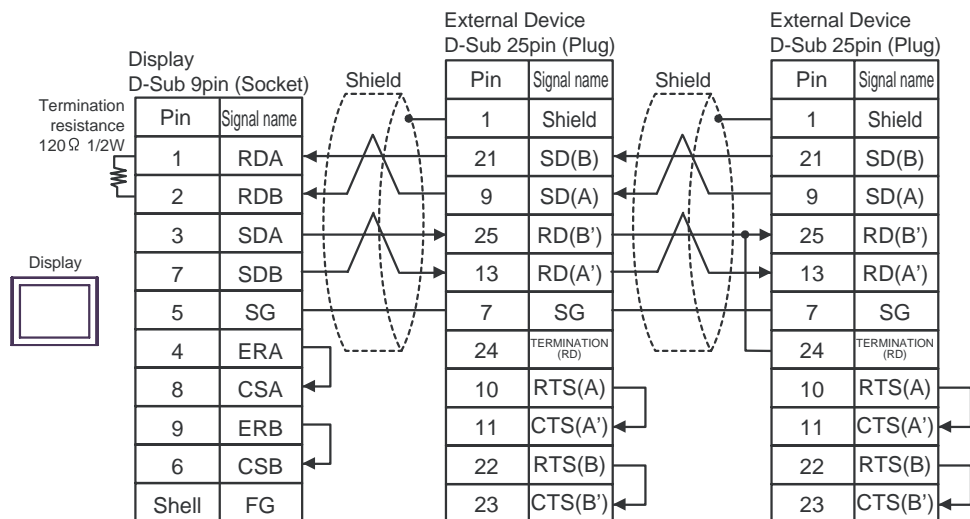 External Device
D-Sub 25pin (Plug)
External Device
D-Sub 25pin (Plug)
Display
D-Sub 9pin (Socket)
Termination
resistance
120Ω 1/2W
Shield
Shield
Display
Pin Signal name
1 RDA
2 RDB
3 SDA
7 SDB
5 SG
4 ERA
8 CSA
9 ERB
6 CSB
Shell FG
Pin Signal name
1 Shield
21 SD(B)
9 SD(A)
25 RD(B’)
13 RD(A’)
7 SG
24 TERMINATION
(RD)
10 RTS(A)
11 CTS(A’)
22 RTS(B)
23 CTS(B’)
Pin Signal name
1 Shield
21 SD(B)
9 SD(A)
25 RD(B’)
13 RD(A’)
7 SG
24 TERMINATION
(RD)
10 RTS(A)
11 CTS(A’)
22 RTS(B)
23 CTS(B’)